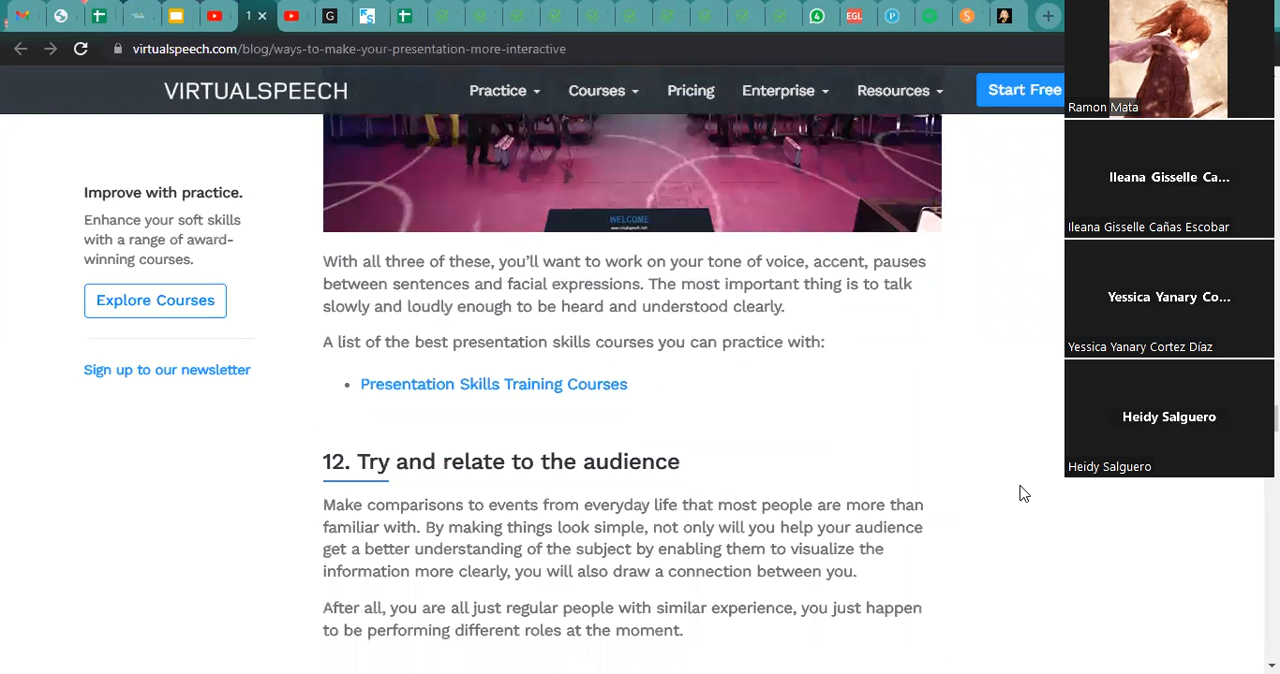 1
G
4
EGL
P
S
virtualspeech.com/blog/ways-to-make-your-presentation-more-interactive
VIRTUALSPEECH
Practice
Courses
Pricing
Enterprise
Resources
Start Free
Improve with practice.
Enhance your soft skills
with a range of award-
winning courses.
Explore Courses
Sign up to our newsletter
WELCOME
www.virtualspeech.com
With all three of these, you'll want to work on your tone of voice, accent, pauses
between sentences and facial expressions. The most important thing is to talk
slowly and loudly enough to be heard and understood clearly.
A list of the best presentation skills courses you can practice with:
• Presentation Skills Training Courses
12. Try and relate to the audience
Make comparisons to events from everyday life that most people are more than
familiar with. By making things look simple, not only will you help your audience
get a better understanding of the subject by enabling them to visualize the
information more clearly, you will also draw a connection between you.
After all, you are all just regular people with similar experience, you just happen
to be performing different roles at the moment.
Ramon Mata
Ileana Gisselle Ca...
Ileana Gisselle Cañas Escobar
Yessica Yanary Co...
Yessica Yanary Cortez Díaz
Heidy Salguero
Heidy Salguero